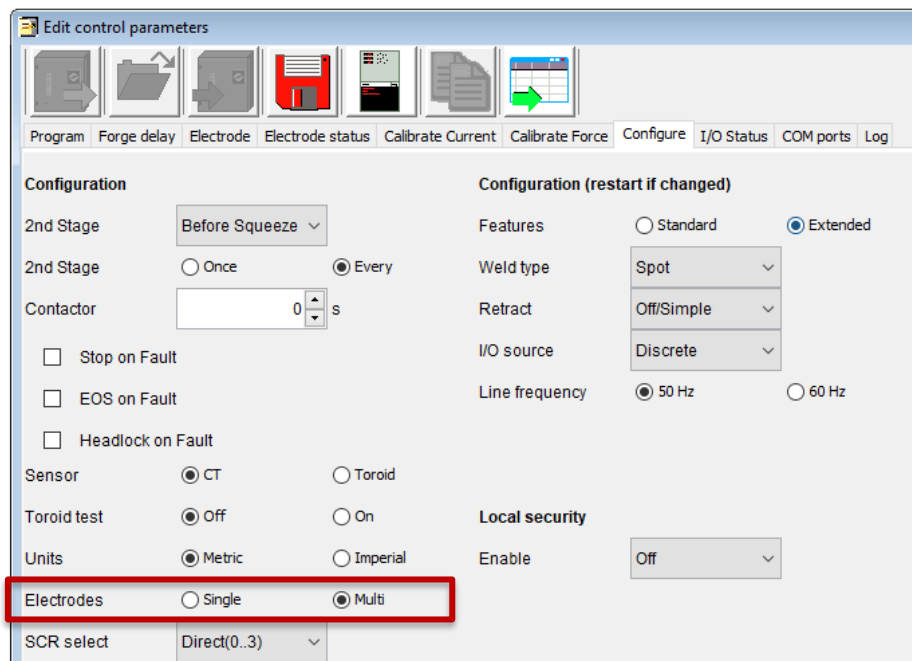 Edit control parameters
Program Forge delay Electrode Electrode status Calibrate Current Calibrate Force Configure I/O Status COM ports Log
Configuration
2nd Stage Before Squeeze
2nd Stage Once Every
Contactor 0 s
Stop on Fault
EOS on Fault
Headlock on Fault
Sensor CT Toroid
Toroid test Off On
Units Metric Imperial
Electrodes Single Multi
SCR select Direct(0..3)
Configuration (restart if changed)
Features Standard Extended
Weld type Spot
Retract Off/Simple
I/O source Discrete
Line frequency 50 Hz 60 Hz
Local security
Enable Off